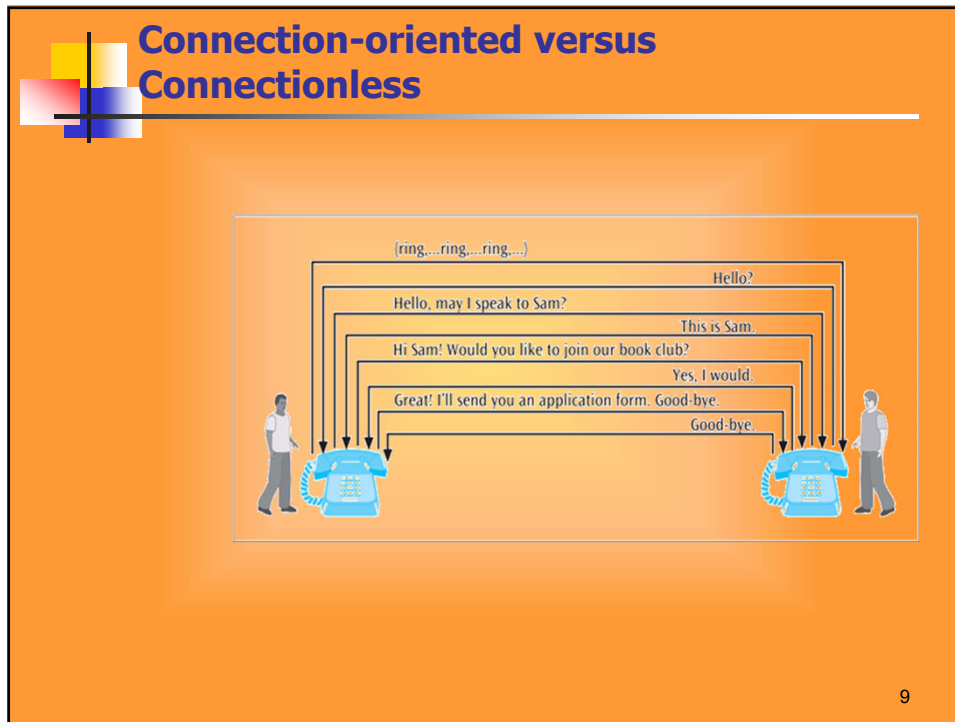 Connection-oriented versus
Connectionless
(ring,...ring,...ring,...)
Hello?
Hello, may I speak to Sam?
This is Sam.
Hi Sam! Would you like to join our book club?
Yes, I would.
Great! I'll send you an application form. Good-bye.
Good-bye.
9